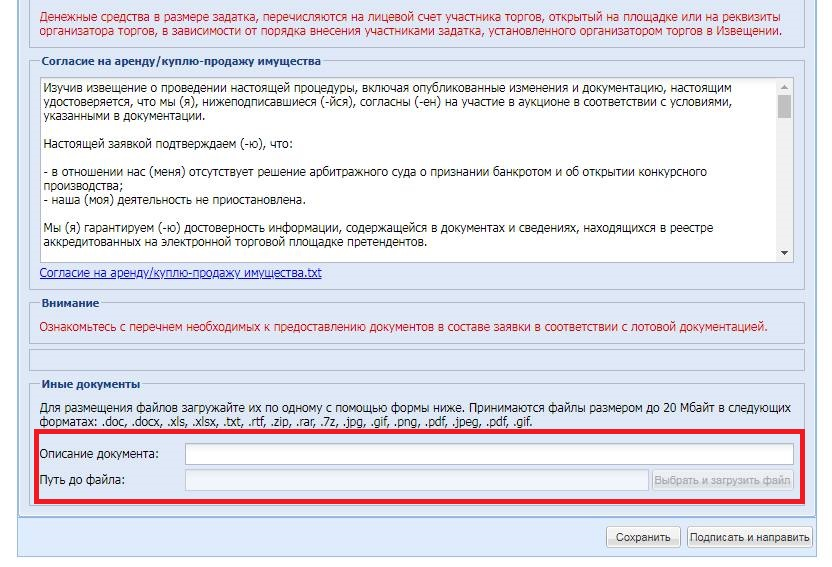 Денежные средства в размере задатка, перечисляются на лицевой счет участника торгов, открытый на площадке или на реквизиты
организатора торгов, в зависимости от порядка внесения участниками задатка, установленного организатором торгов в Извещении.
Согласие на аренду/куплю-продажу имущества
Изучив извещение о проведении настоящей процедуры, включая опубликованные изменения и документацию, настоящим
удостоверяется, что мы (я), нижеподписавшиеся (-йся), согласны (-ен) на участие в аукционе в соответствии с условиями,
указанными в документации.
Настоящей заявкой подтверждаем (-ю), что:
- в отношении нас (меня) отсутствует решение арбитражного суда о признании банкротом и об открытии конкурсного
производства;
- наша (моя) деятельность не приостановлена.
Мы (я) гарантируем (-ю) достоверность информации, содержащейся в документах и сведениях, находящихся в реестре
аккредитованных на электронной торговой площадке претендентов.
Согласие на аренду/куплю-продажу имущества.txt
Внимание
Ознакомьтесь с перечнем необходимых к предоставлению документов в составе заявки в соответствии с лотовой документацией.
Иные документы
Для размещения файлов загружайте их по одному с помощью формы ниже. Принимаются файлы размером до 20 Мбайт в следующих
форматах: .doc, .docx, .xls, .xlsx, .txt, .rtf, .zip, .rar, .7z, .jpg, .gif, .png, .pdf, .jpeg, .pdf, .gif.
Описание документа:
Путь до файла: Выбрать и загрузить файл
Сохранить Подписать и направить